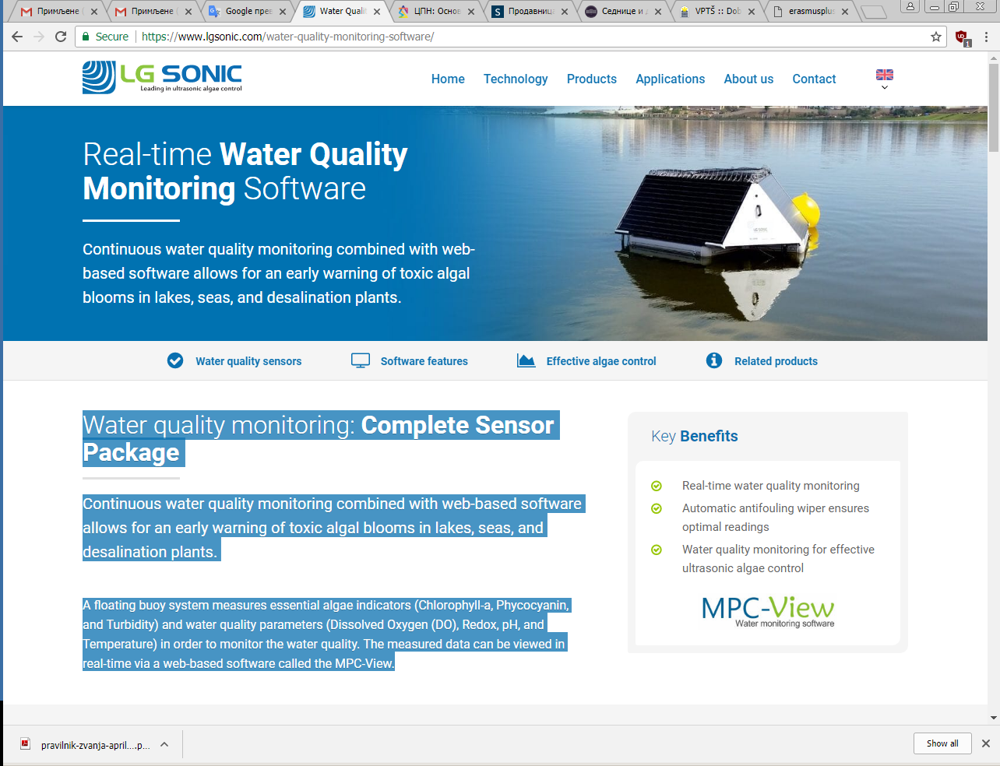 Примљене (
Примљене (
Google прев
Water Quali
ЦПН: Основ
Продавница
Седнице и д
VPTŠ :: Dob
erasmusplus
Secure
https://www.lgsonic.com/water-quality-monitoring-software/
1
LG SONIC
Leading in ultrasonic algae control
Home
Technology
Products
Applications
About us
Contact
Real-time Water Quality
Monitoring Software
Continuous water quality monitoring combined with web-
based software allows for an early warning of toxic algal
blooms in lakes, seas, and desalination plants.
LG SONIC
Water quality sensors
Software features
Effective algae control
Related products
Water quality monitoring: Complete Sensor
Package
Continuous water quality monitoring combined with web-based software
allows for an early warning of toxic algal blooms in lakes, seas, and
desalination plants.
A floating buoy system measures essential algae indicators (Chlorophyll-a, Phycocyanin,
and Turbidity) and water quality parameters (Dissolved Oxygen (DO), Redox, pH, and
Temperature) in order to monitor the water quality. The measured data can be viewed in
real-time via a web-based software called the MPC-View.
Key Benefits
Real-time water quality monitoring
Automatic antifouling wiper ensures
optimal readings
Water quality monitoring for effective
ultrasonic algae control
MPC-View
Water monitoring software
pravilnik-zvanja-april....p...
Show all